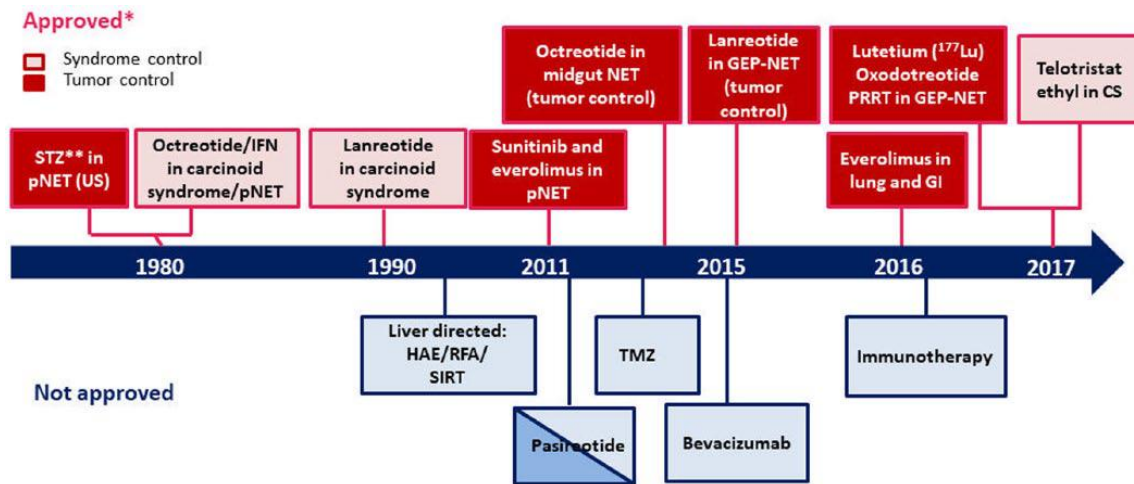 Approved*
Syndrome control
Tumor control
STZ** in
pNET (US)
Octreotide/IFN
in carcinoid
syndrome/pNET
Lanreotide
in carcinoid
syndrome
Octreotide in
midgut NET
(tumor control)
Sunitinib and
everolimus in
pNET
Lanreotide
in GEP-NET
(tumor
control)
Lutetium (¹⁷⁷Lu)
Oxodotreotide
PRRT in GEP-NET
Everolimus in
lung and GI
Telotristat
ethyl in CS
1980
1990
2011
2015
2016
2017
Liver directed:
HAE/RFA/
SIRT
TMZ
Immunotherapy
Not approved
Pasireotide
Bevacizumab